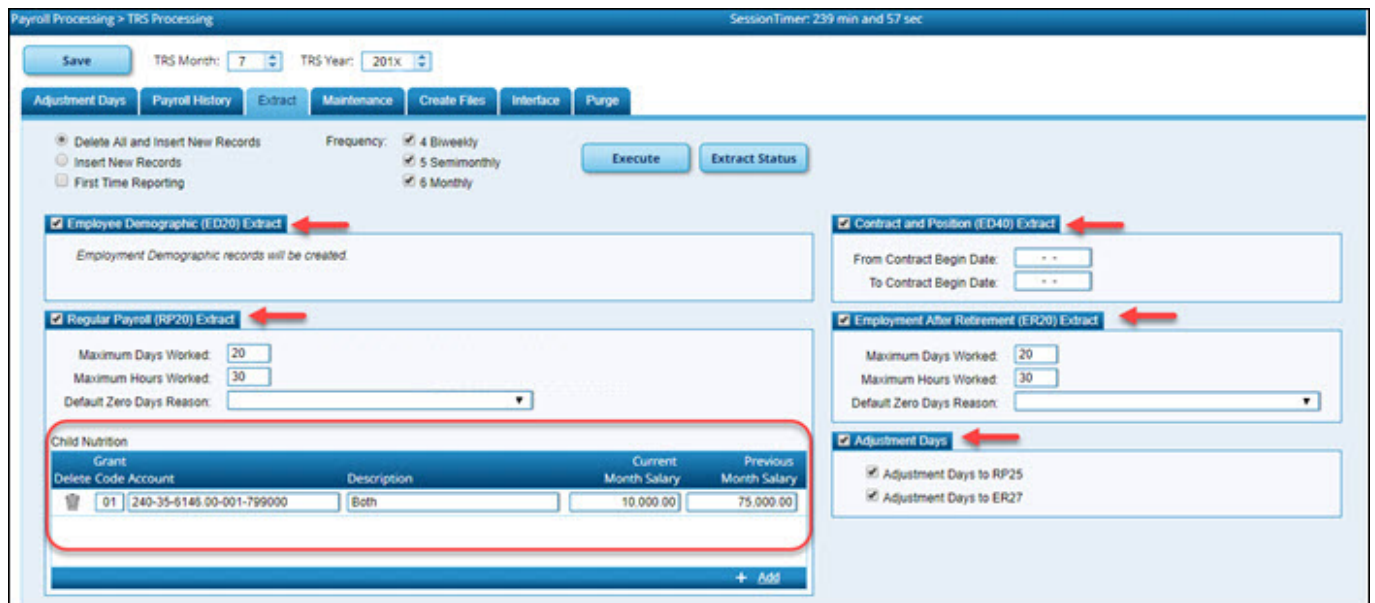 Payroll Processing > TRS Processing SessionTimer: 239 min and 57 sec
Save TRS Month: 7 TRS Year: 201X
Adjustment Days Payroll History Extract Maintenance Create Files Interface Purge
Delete All and Insert New Records Frequency: 4 Biweekly
Insert New Records 5 Semimonthly Execute Extract Status
First Time Reporting 6 Monthly
Employee Demographic (ED20) Extract
Employment Demographic records will be created.
Contract and Position (ED40) Extract
From Contract Begin Date: - -
To Contract Begin Date: - -
Regular Payroll (RP20) Extract
Maximum Days Worked: 20
Maximum Hours Worked: 30
Default Zero Days Reason:
Employment After Retirement (ER20) Extract
Maximum Days Worked: 20
Maximum Hours Worked: 30
Default Zero Days Reason:
Child Nutrition
Grant Current Previous
Delete Code Account Description Month Salary Month Salary
01 240-35-6146.00-001-799000 Both 10,000.00 75,000.00
+ Add
Adjustment Days
Adjustment Days to RP25
Adjustment Days to ER27